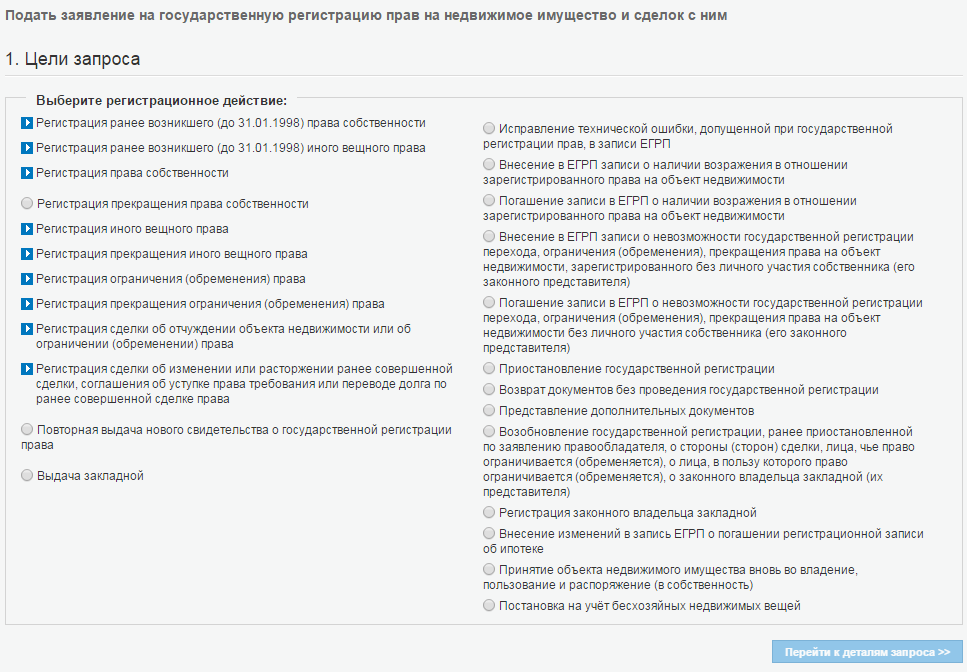 Подать заявление на государственную регистрацию прав на недвижимое имущество и сделок с ним
1. Цели запроса
Выберите регистрационное действие:
Регистрация ранее возникшего (до 31.01.1998) права собственности
Регистрация ранее возникшего (до 31.01.1998) иного вещного права
Регистрация права собственности
Регистрация прекращения права собственности
Регистрация иного вещного права
Регистрация прекращения иного вещного права
Регистрация ограничения (обременения) права
Регистрация прекращения ограничения (обременения) права
Регистрация сделки об отчуждении объекта недвижимости или об
ограничении (обременении) права
Регистрация сделки об изменении или расторжении ранее совершенной
сделки, соглашения об уступке права требования или переводе долга по
ранее совершенной сделке права
Повторная выдача нового свидетельства о государственной регистрации
права
Выдача закладной
Исправление технической ошибки, допущенной при государственной
регистрации прав, в записи ЕГРП
Внесение в ЕГРП записи о наличии возражения в отношении
зарегистрированного права на объект недвижимости
Погашение записи в ЕГРП о наличии возражения в отношении
зарегистрированного права на объект недвижимости
Внесение в ЕГРП записи о невозможности государственной регистрации
перехода, ограничения (обременения), прекращения права на объект
недвижимости, зарегистрированного без личного участия собственника (его
законного представителя)
Погашение записи в ЕГРП о невозможности государственной регистрации
перехода, ограничения (обременения), прекращения права на объект
недвижимости без личного участия собственника (его законного
представителя)
Приостановление государственной регистрации
Возврат документов без проведения государственной регистрации
Представление дополнительных документов
Возобновление государственной регистрации, ранее приостановленной
по заявлению правообладателя, о стороны (сторон) сделки, лица, чье право
ограничивается (обременяется), о лица, в пользу которого право
ограничивается (обременяется), о законного владельца закладной (их
представителя)
Регистрация законного владельца закладной
Внесение изменений в запись ЕГРП о погашении регистрационной записи
об ипотеке
Принятие объекта недвижимого имущества вновь во владение,
пользование и распоряжение (в собственность)
Постановка на учёт бесхозяйных недвижимых вещей
Перейти к деталям запроса >>